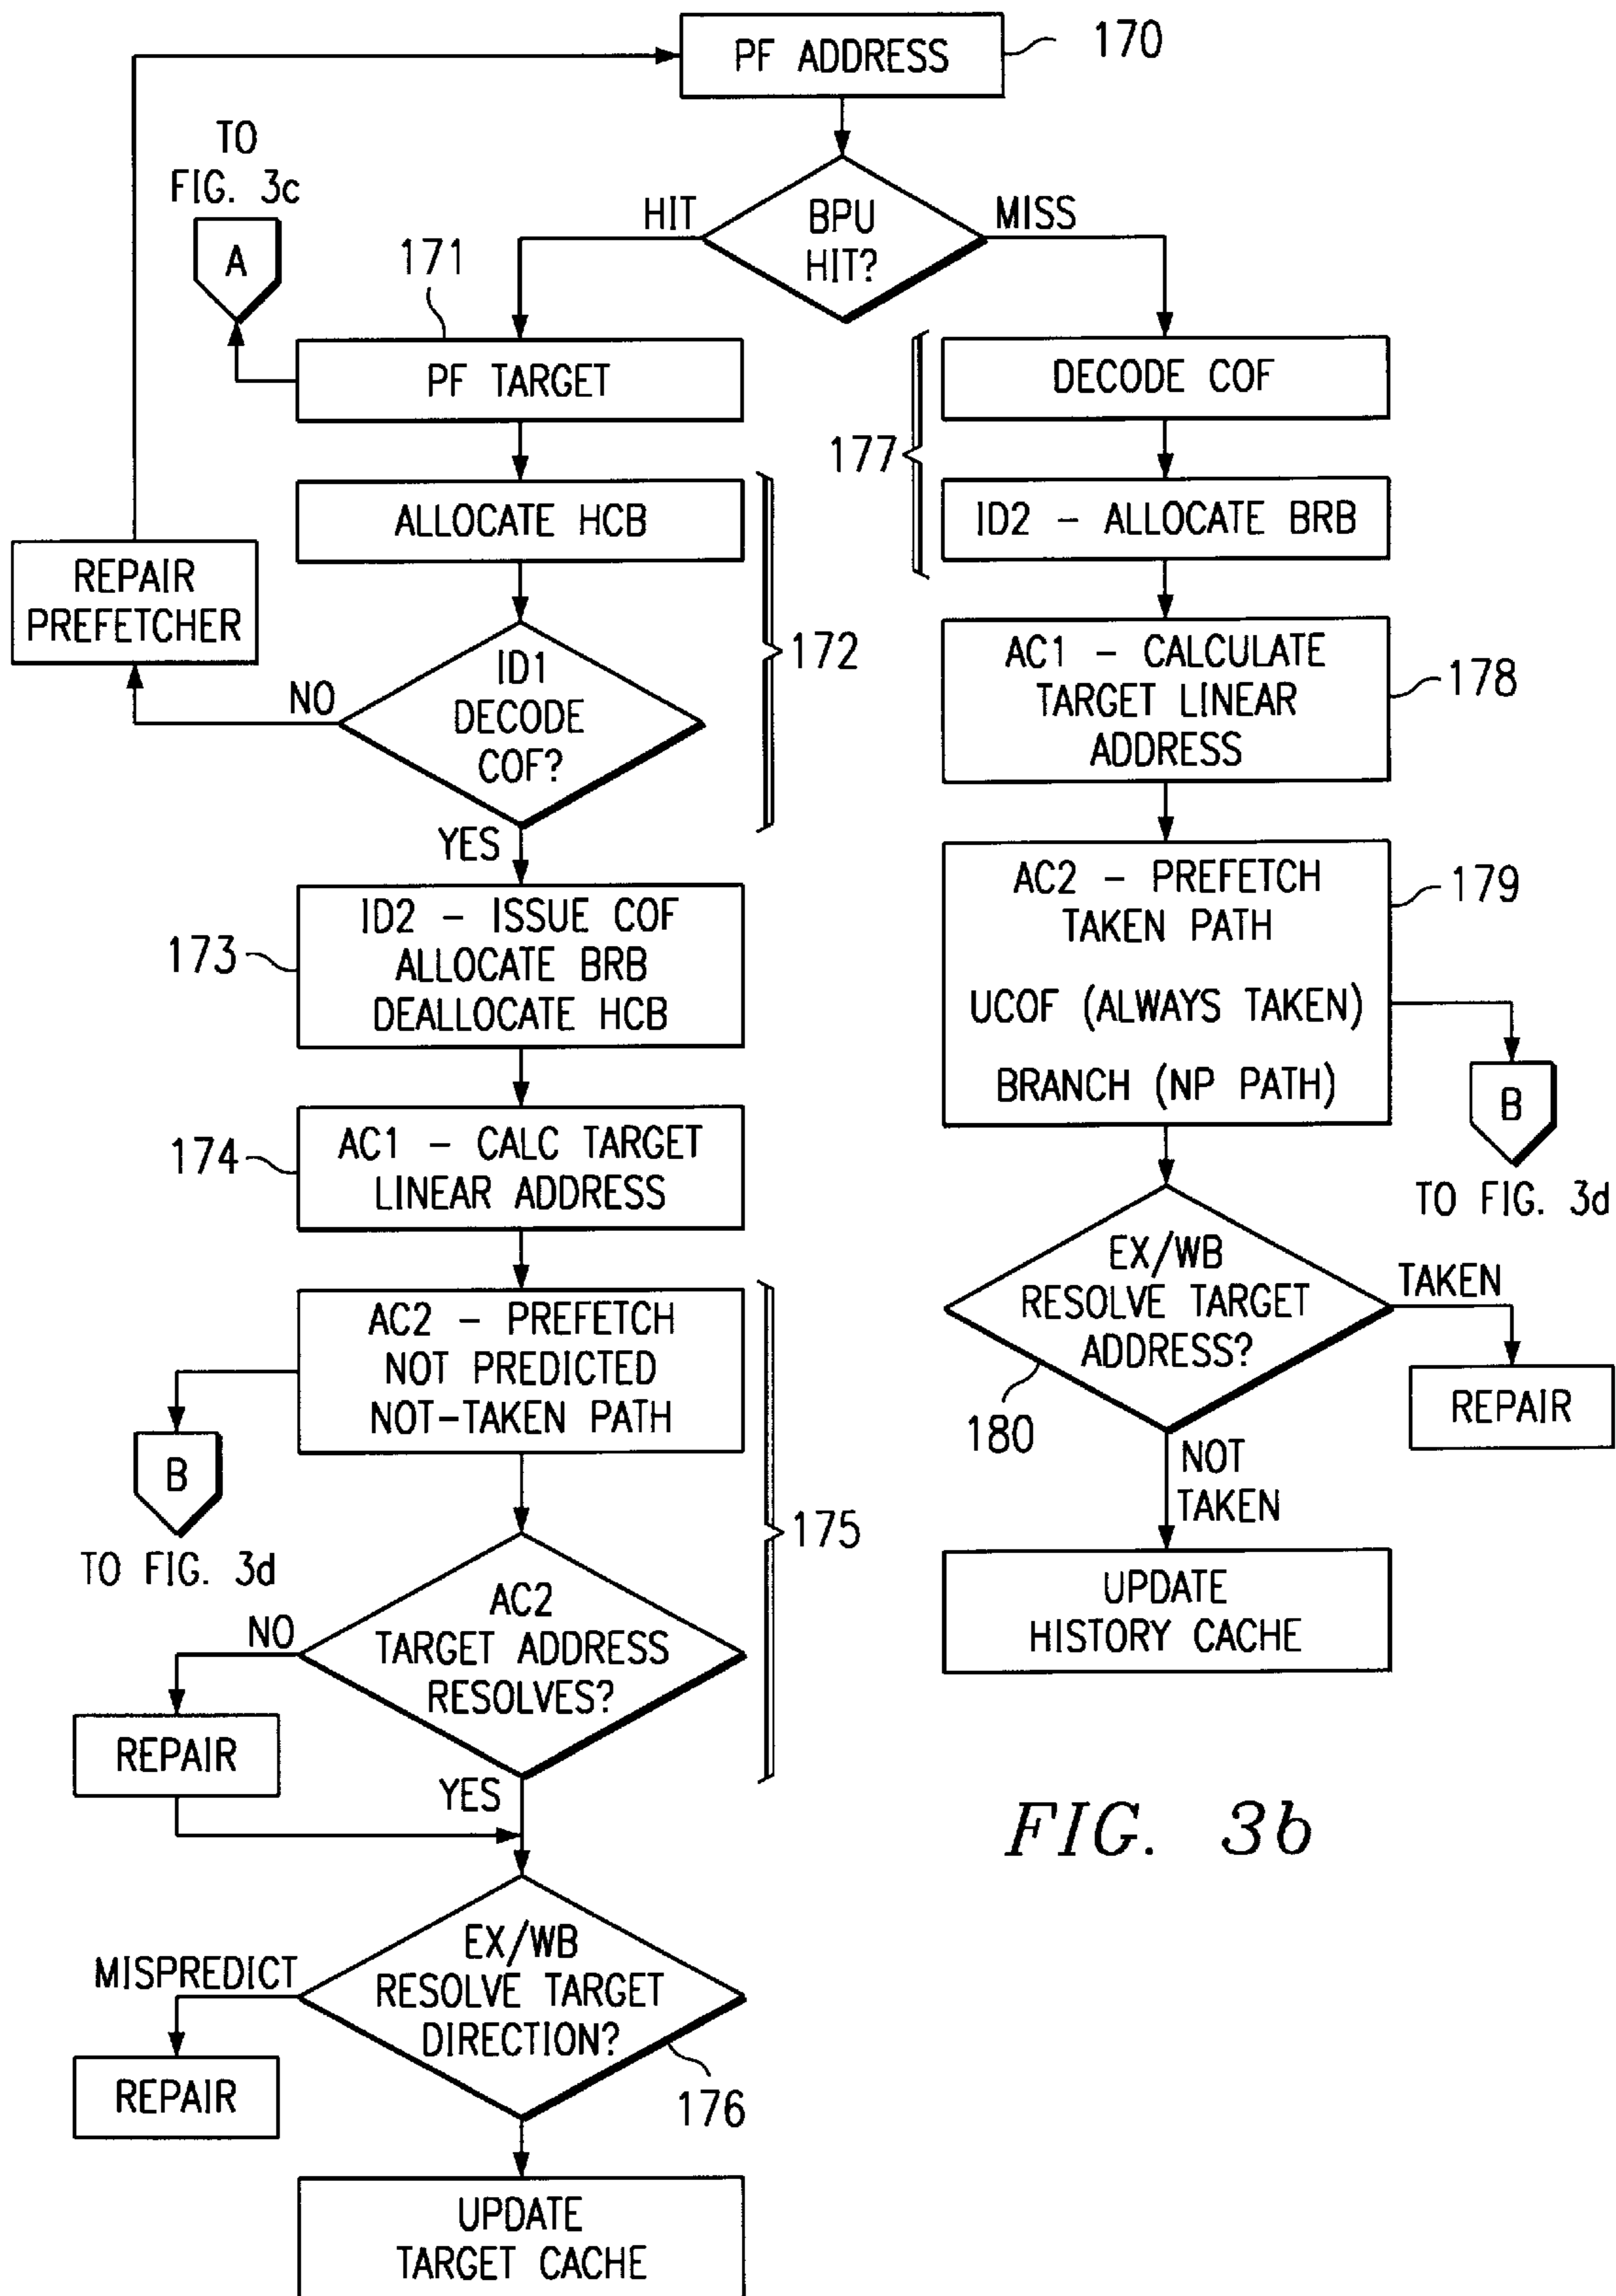 PF ADDRESS
170
TO
FIG. 3c
A
HIT
BPU
HIT?
MISS
171
PF TARGET
ALLOCATE HCB
REPAIR
PREFETCHER
NO
ID1
DECODE
COF?
172
YES
173
ID2 – ISSUE COF
ALLOCATE BRB
DEALLOCATE HCB
174
AC1 – CALC TARGET
LINEAR ADDRESS
AC2 – PREFETCH
NOT PREDICTED
NOT-TAKEN PATH
B
TO FIG. 3d
175
AC2
TARGET ADDRESS
RESOLVES?
NO
REPAIR
YES
EX/WB
RESOLVE TARGET
DIRECTION?
MISPREDICT
REPAIR
176
UPDATE
TARGET CACHE
177
DECODE COF
ID2 – ALLOCATE BRB
AC1 – CALCULATE
TARGET LINEAR
ADDRESS
178
AC2 – PREFETCH
TAKEN PATH
UCOF (ALWAYS TAKEN)
BRANCH (NP PATH)
179
B
TO FIG. 3d
EX/WB
RESOLVE TARGET
ADDRESS?
TAKEN
REPAIR
180
NOT
TAKEN
UPDATE
HISTORY CACHE
FIG. 3b